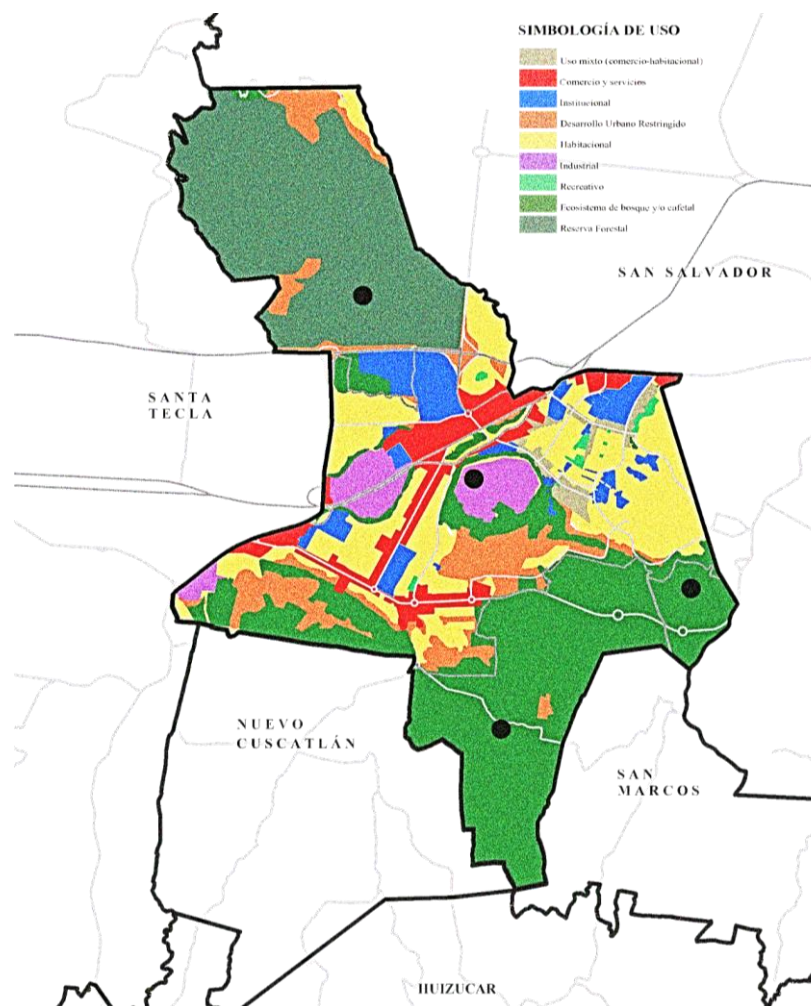 SIMBOLOGÍA DE USO
Uso mixto (comercio-habitacional)
Comercio y servicios
Institucional
Desarrollo Urbano Restringido
Habitacional
Industrial
Recreativo
Ecosistema de bosque y/o cafetal
Reserva Forestal
SAN SALVADOR
SANTA
TECLA
NUEVO
CUSCATLÁN
SAN
MARCOS
HUIZUCAR